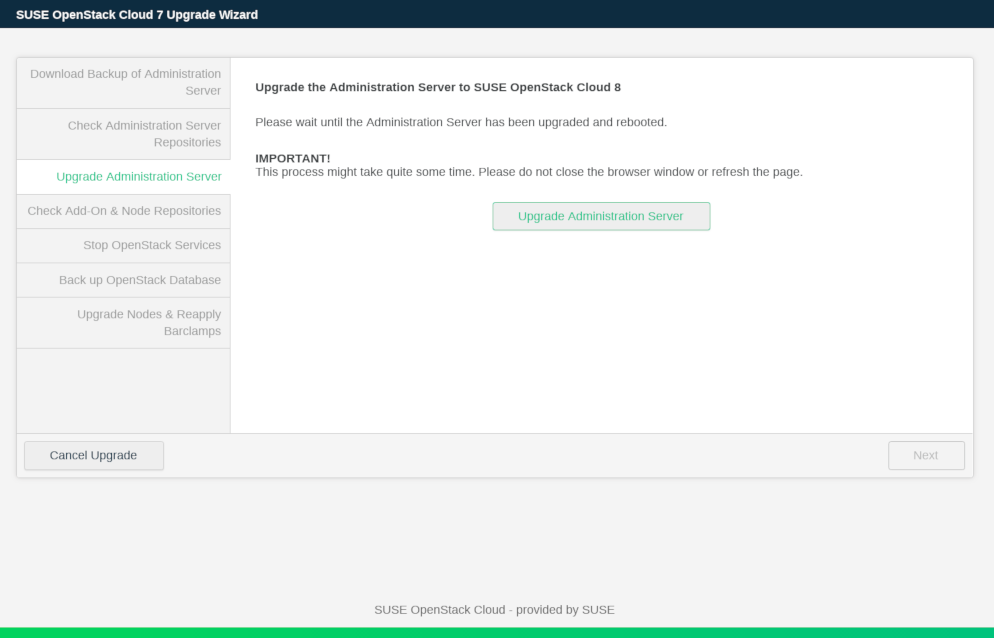 SUSE OpenStack Cloud 7 Upgrade Wizard
Download Backup of Administration
Server
Check Administration Server
Repositories
Upgrade Administration Server
Check Add-On & Node Repositories
Stop OpenStack Services
Back up OpenStack Database
Upgrade Nodes & Reapply
Barclamps
Upgrade the Administration Server to SUSE OpenStack Cloud 8
Please wait until the Administration Server has been upgraded and rebooted.
IMPORTANT!
This process might take quite some time. Please do not close the browser window or refresh the page.
Upgrade Administration Server
Cancel Upgrade
Next
SUSE OpenStack Cloud - provided by SUSE